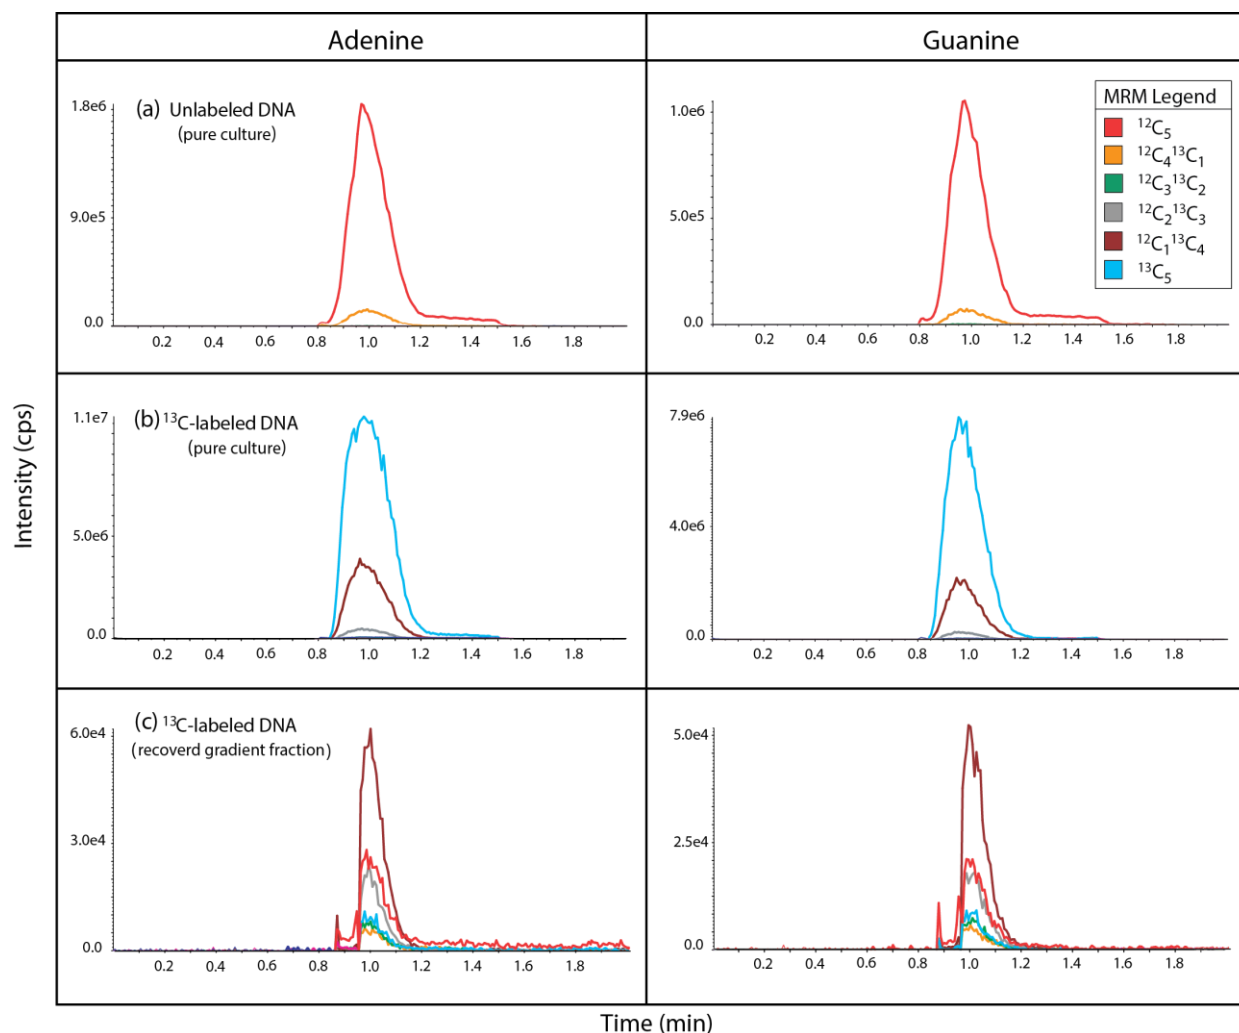 Adenine
Guanine
(a) Unlabeled DNA
(pure culture)
1.8e6
9.0e5
0.0
0.2 0.4 0.6 0.8 1.0 1.2 1.4 1.6 1.8
1.0e6
5.0e5
0.0
0.2 0.4 0.6 0.8 1.0 1.2 1.4 1.6 1.8
MRM Legend
¹²C₅
¹²C₄¹³C₁
¹²C₃¹³C₂
¹²C₂¹³C₃
¹²C₁¹³C₄
¹³C₅
(b) ¹³C-labeled DNA
(pure culture)
1.1e7
5.0e6
0.0
0.2 0.4 0.6 0.8 1.0 1.2 1.4 1.6 1.8
7.9e6
4.0e6
0.0
0.2 0.4 0.6 0.8 1.0 1.2 1.4 1.6 1.8
(c) ¹³C-labeled DNA
(recoverd gradient fraction)
6.0e4
3.0e4
0.0
0.2 0.4 0.6 0.8 1.0 1.2 1.4 1.6 1.8
5.0e4
2.5e4
0.0
0.2 0.4 0.6 0.8 1.0 1.2 1.4 1.6 1.8
Intensity (cps)
Time (min)